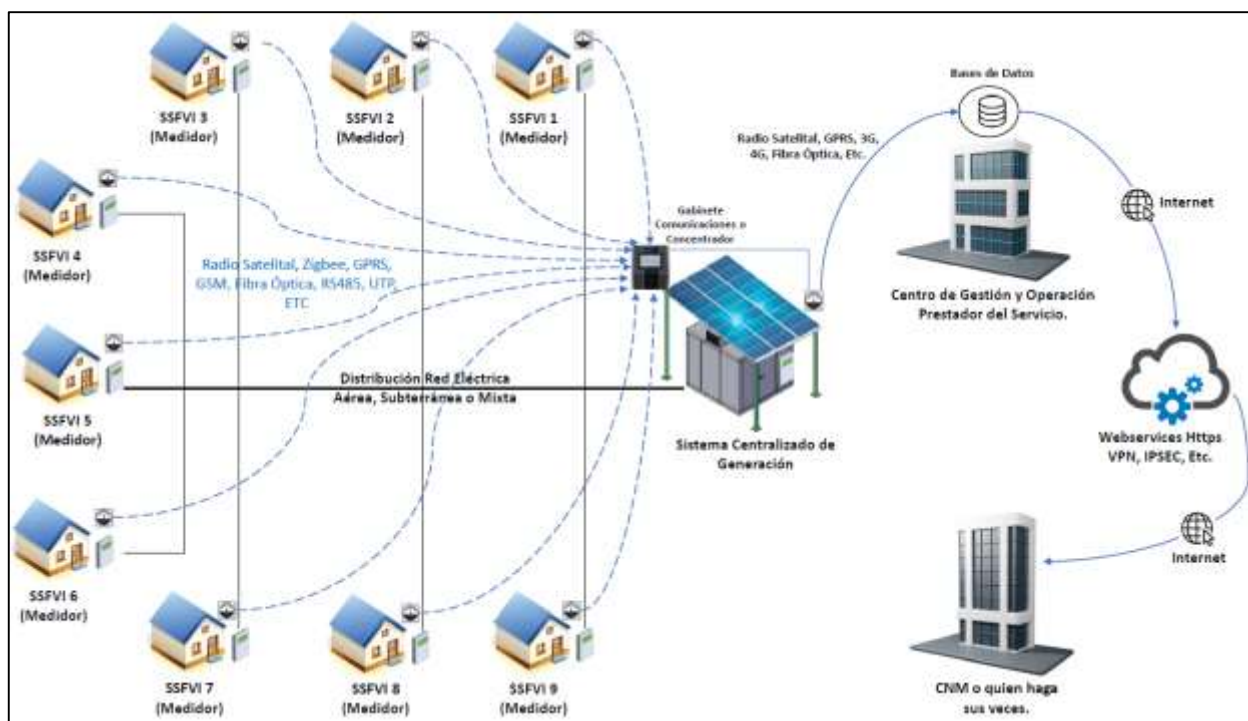 SSFVI 3
(Medidor)
SSFVI 2
(Medidor)
SSFVI 1
(Medidor)
SSFVI 4
(Medidor)
Radio Satelital, Zigbee, GPRS,
GSM, Fibra Óptica, RS485, UTP,
ETC
SSFVI 5
(Medidor)
SSFVI 6
(Medidor)
SSFVI 7
(Medidor)
SSFVI 8
(Medidor)
SSFVI 9
(Medidor)
Distribución Red Eléctrica
Aérea, Subterránea o Mixta
Gabinete
Comunicaciones o
Concentrador
Sistema Centralizado de
Generación
Radio Satelital, GPRS, 3G,
4G, Fibra Óptica, Etc.
Bases de Datos
Centro de Gestión y Operación
Prestador del Servicio.
Internet
Webservices Https
VPN, IPSEC, Etc.
Internet
CNM o quien haga
sus veces.